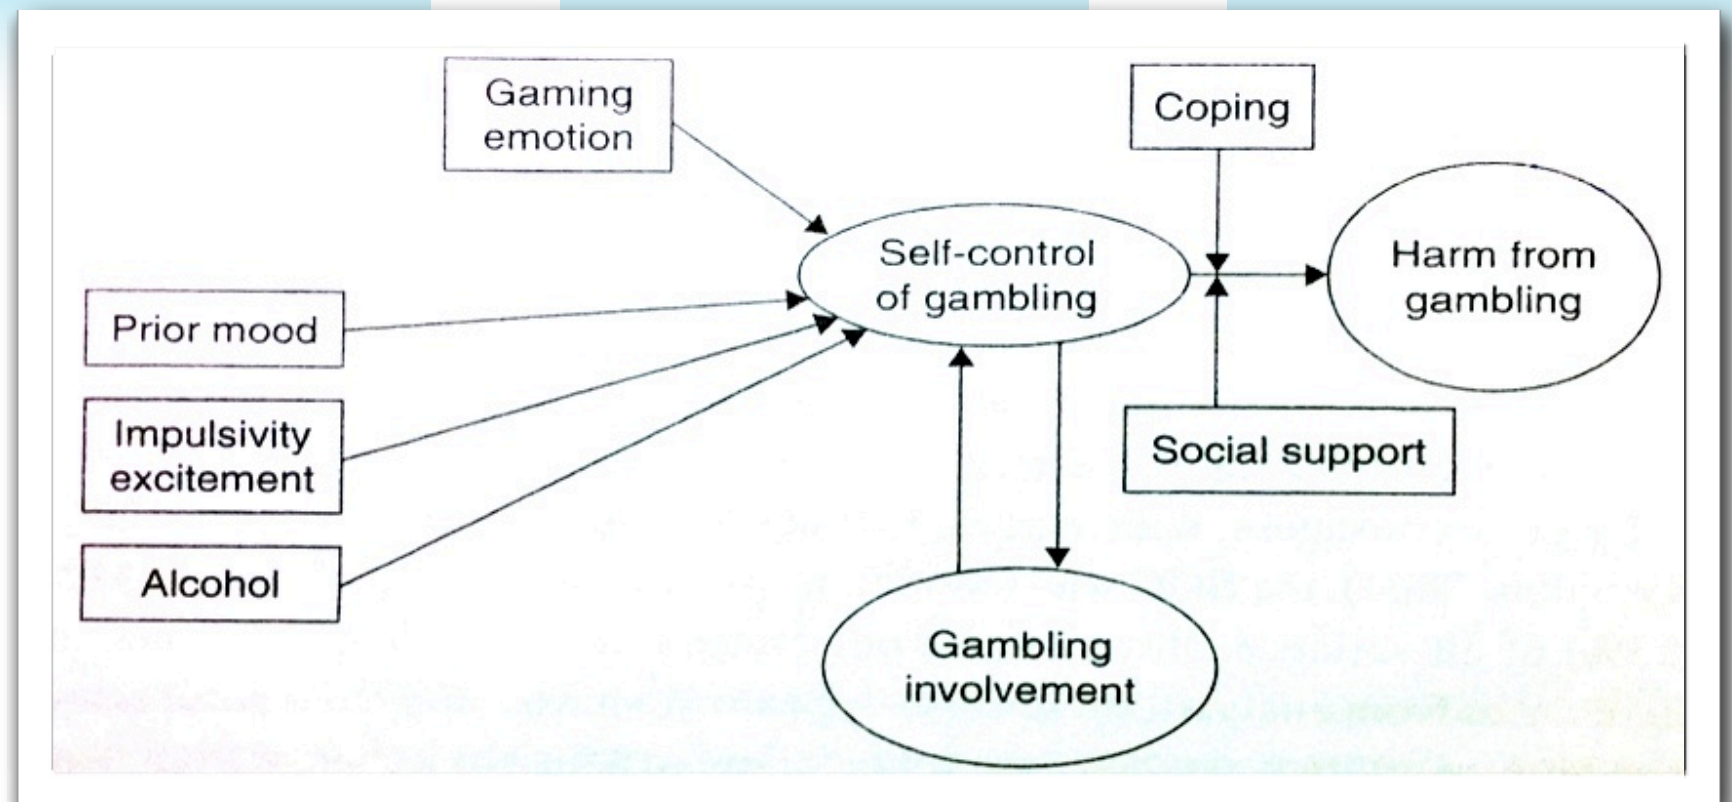 Gaming
emotion
Coping
Self-control
of gambling
Harm from
gambling
Prior mood
Impulsivity
excitement
Social support
Alcohol
Gambling
involvement